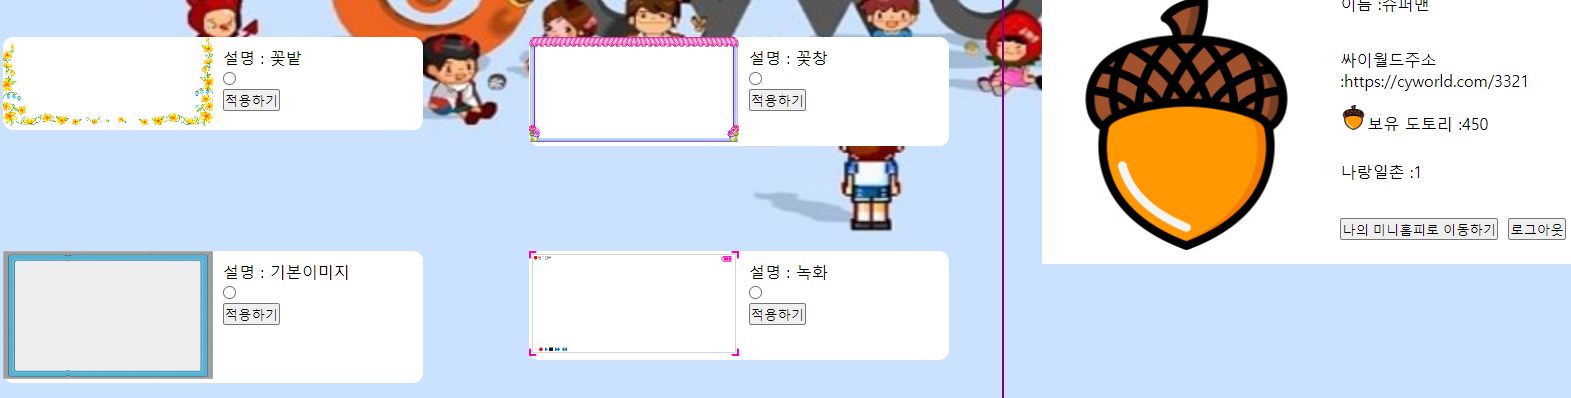 설명 : 꽃밭
적용하기
설명 : 꽃창
적용하기
설명 : 기본이미지
적용하기
STOP
설명 : 녹화
적용하기
이름 :슈퍼맨
싸이월드주소
:https://cyworld.com/3321
보유 도토리 :450
나랑일촌 :1
나의 미니홈피로 이동하기
로그아웃